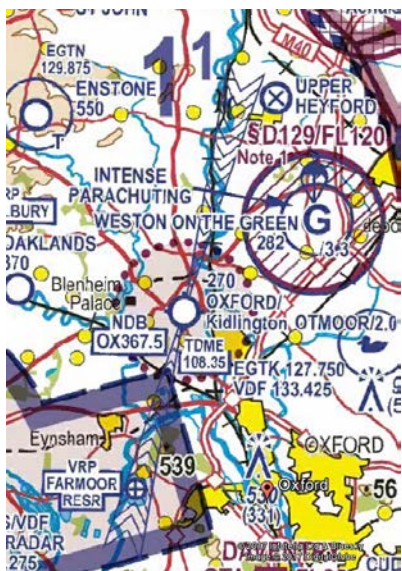 ST JOHN
M40
EGTN
129.875
ENSTONE
550
11
UPPER
HEYFORD
T
§D129/FL120
Note 1
INTENSE
PARACHUTING
WESTON ON THE GREEN
282
G
/3·3
RP
LBURY
OAKLANDS
370
Blenheim
Palace
270
OXFORD/
Kidlington
OTMOOR/2.0
NDB
OX367.5
TDME
108.35
EGTK 127.750
VDF 133.425
Eynsham
OXFORD
VRP
FARMOOR
RESR
539
530
(331)
Oxford
56
S/VDF
RADAR
275